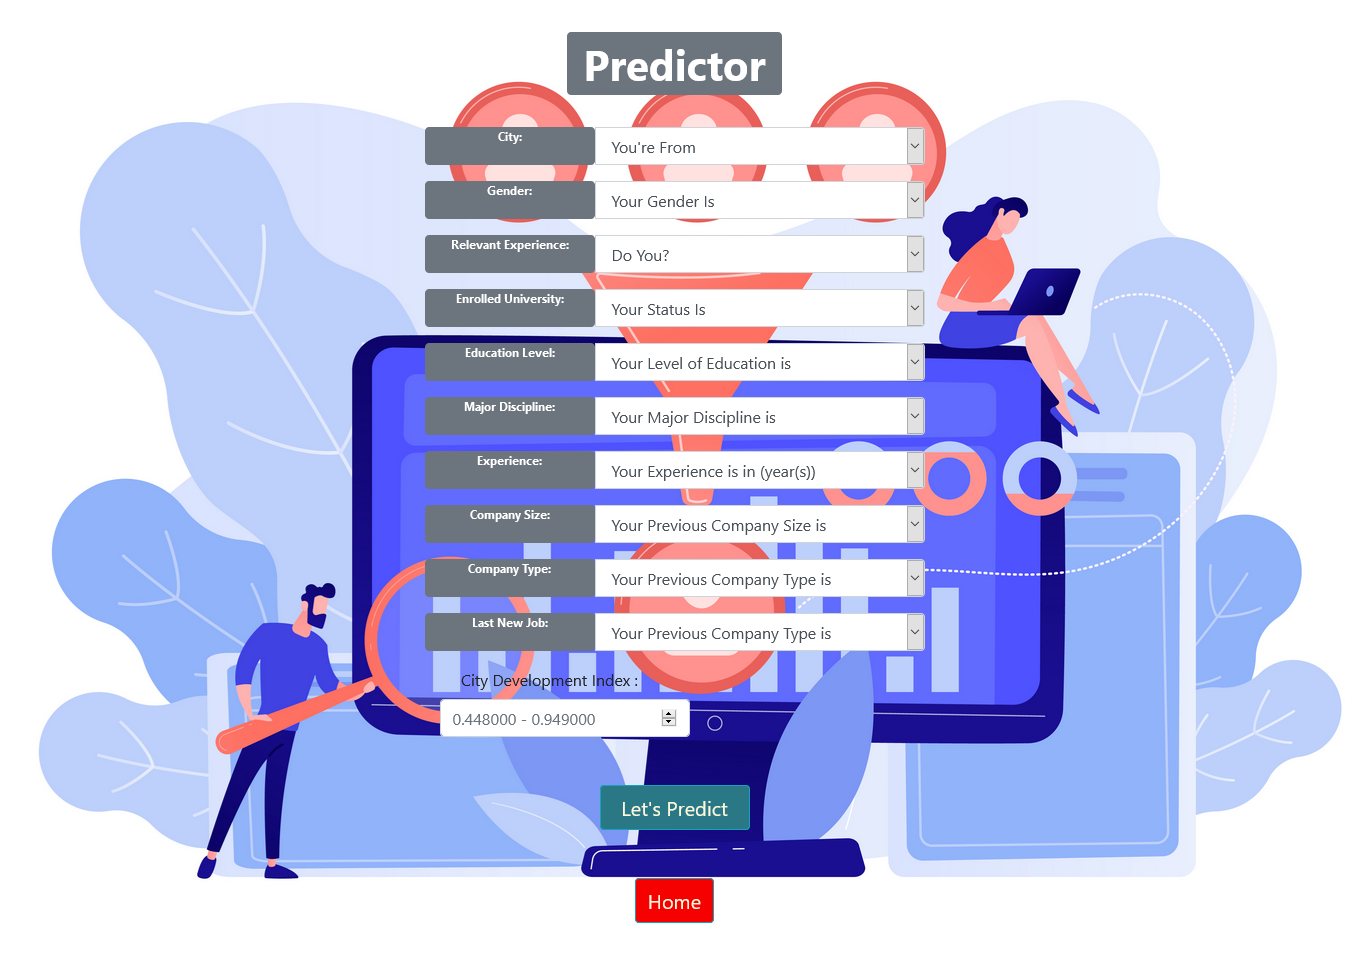 Predictor
City: You're From
Gender: Your Gender Is
Relevant Experience: Do You?
Enrolled University: Your Status Is
Education Level: Your Level of Education is
Major Discipline: Your Major Discipline is
Experience: Your Experience is in (year(s))
Company Size: Your Previous Company Size is
Company Type: Your Previous Company Type is
Last New Job: Your Previous Company Type is
City Development Index :
0.448000 - 0.949000
Let's Predict
Home